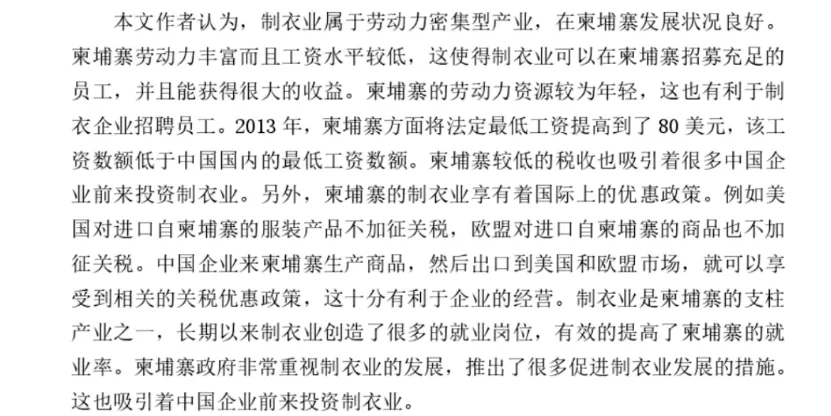 本文作者认为，制衣业属于劳动力密集型产业，在柬埔寨发展状况良好。
柬埔寨劳动力丰富而且工资水平较低，这使得制衣业可以在柬埔寨招募充足的
员工，并且能获得很大的收益。柬埔寨的劳动力资源较为年轻，这也有利于制
衣企业招聘员工。2013 年，柬埔寨方面将法定最低工资提高到了 80 美元，该工
资数额低于中国国内的最低工资数额。柬埔寨较低的税收也吸引着很多中国企
业前来投资制衣业。另外，柬埔寨的制衣业享有着国际上的优惠政策。例如美
国对进口自柬埔寨的服装产品不加征关税，欧盟对进口自柬埔寨的商品也不加
征关税。中国企业来柬埔寨生产商品，然后出口到美国和欧盟市场，就可以享
受到相关的关税优惠政策，这十分有利于企业的经营。制衣业是柬埔寨的支柱
产业之一，长期以来制衣业创造了很多的就业岗位，有效的提高了柬埔寨的就
业率。柬埔寨政府非常重视制衣业的发展，推出了很多促进制衣业发展的措施。
这也吸引着中国企业前来投资制衣业。